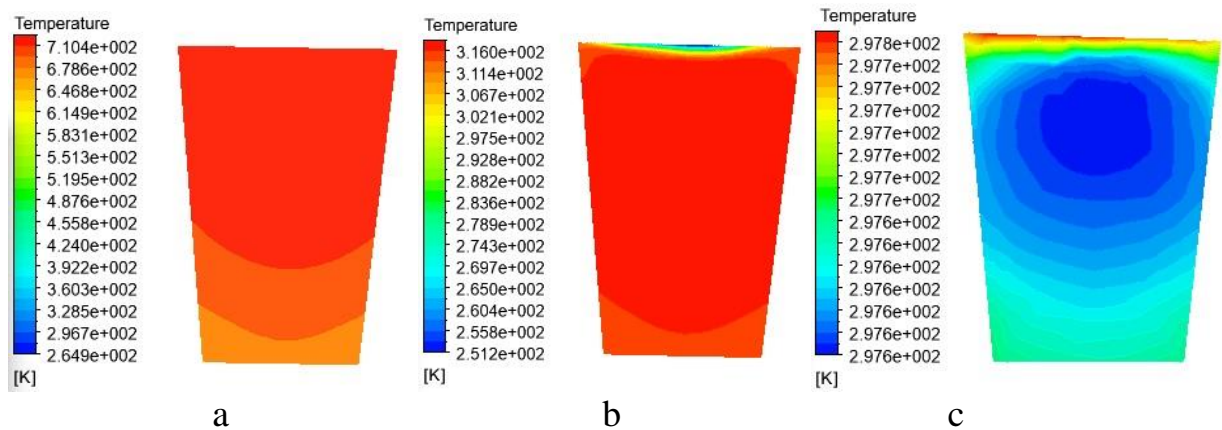 Temperature
7.104e+002
6.786e+002
6.468e+002
6.149e+002
5.831e+002
5.513e+002
5.195e+002
4.876e+002
4.558e+002
4.240e+002
3.922e+002
3.603e+002
3.285e+002
2.967e+002
2.649e+002
[K]
a
Temperature
3.160e+002
3.114e+002
3.067e+002
3.021e+002
2.975e+002
2.928e+002
2.882e+002
2.836e+002
2.789e+002
2.743e+002
2.697e+002
2.650e+002
2.604e+002
2.558e+002
2.512e+002
[K]
b
Temperature
2.978e+002
2.977e+002
2.977e+002
2.977e+002
2.977e+002
2.977e+002
2.977e+002
2.977e+002
2.976e+002
2.976e+002
2.976e+002
2.976e+002
2.976e+002
2.976e+002
2.976e+002
[K]
c